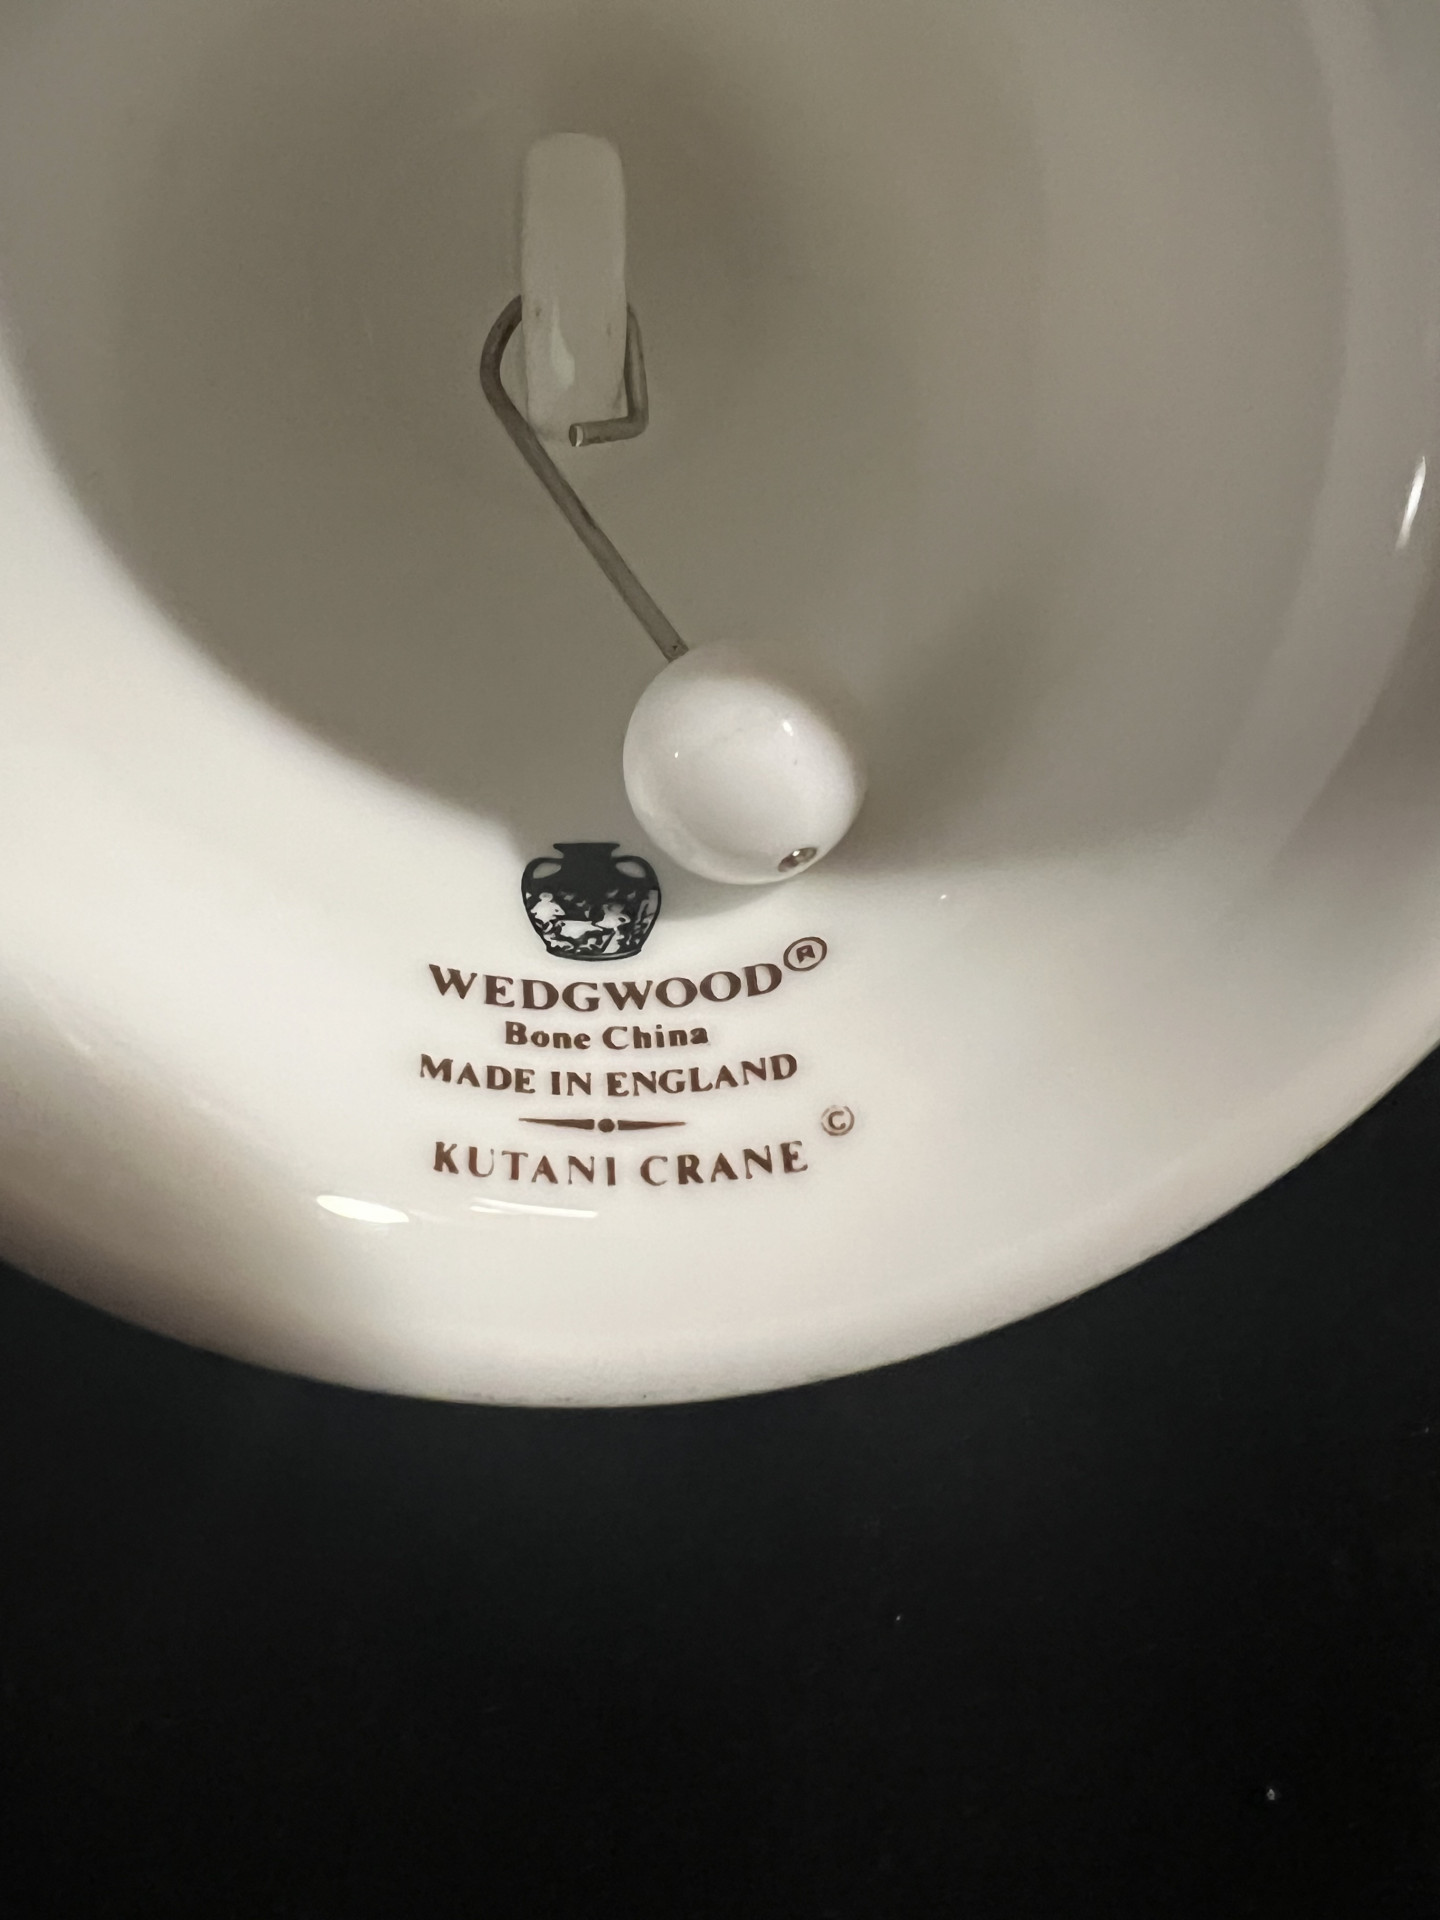 WEDGWOOD®
Bone China
MADE IN ENGLAND
©
KUTANI CRANE